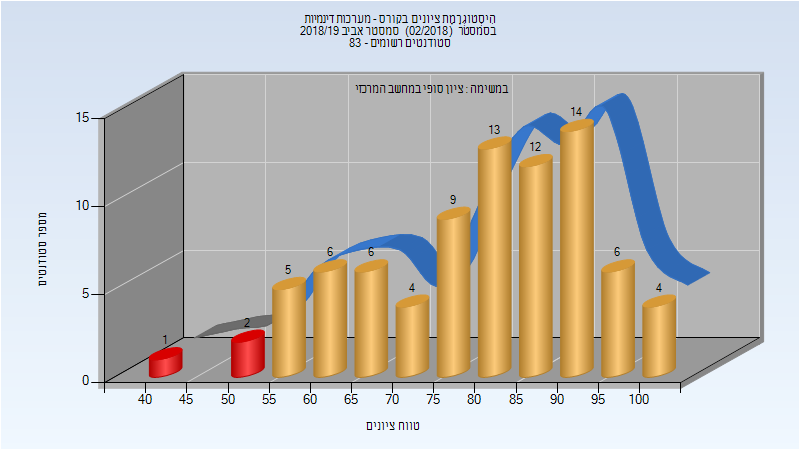 היסטוגרמת ציונים בקורס - מערכות דינמיות
בסמסטר (02/2018) סמסטר אביב 2018/19
סטודנטים רשומים - 83
במשימה : ציון סופי במחשב המרכזי
15
10
5
0
מספר סטודנטים
1
2
5
6
6
4
9
13
12
14
6
4
40 45 50 55 60 65 70 75 80 85 90 95 100
טווח ציונים